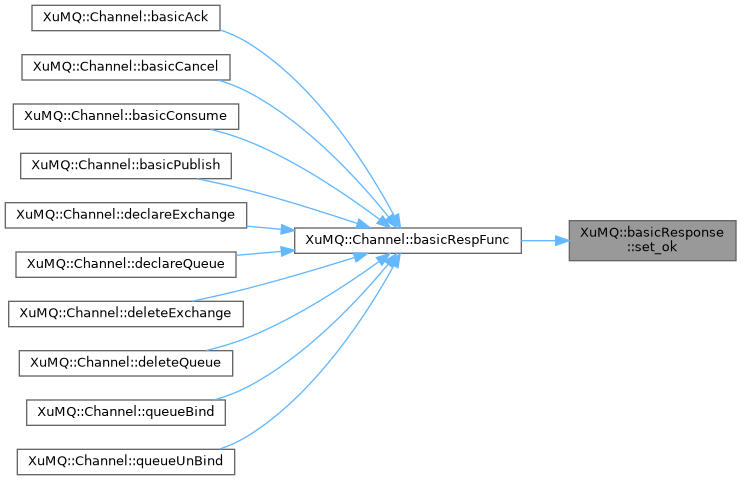 XuMQ::Channel::basicAck
XuMQ::Channel::basicCancel
XuMQ::Channel::basicConsume
XuMQ::Channel::basicPublish
XuMQ::Channel::declareExchange
XuMQ::Channel::declareQueue
XuMQ::Channel::deleteExchange
XuMQ::Channel::deleteQueue
XuMQ::Channel::queueBind
XuMQ::Channel::queueUnBind
XuMQ::Channel::basicRespFunc
XuMQ::basicResponse
::set_ok